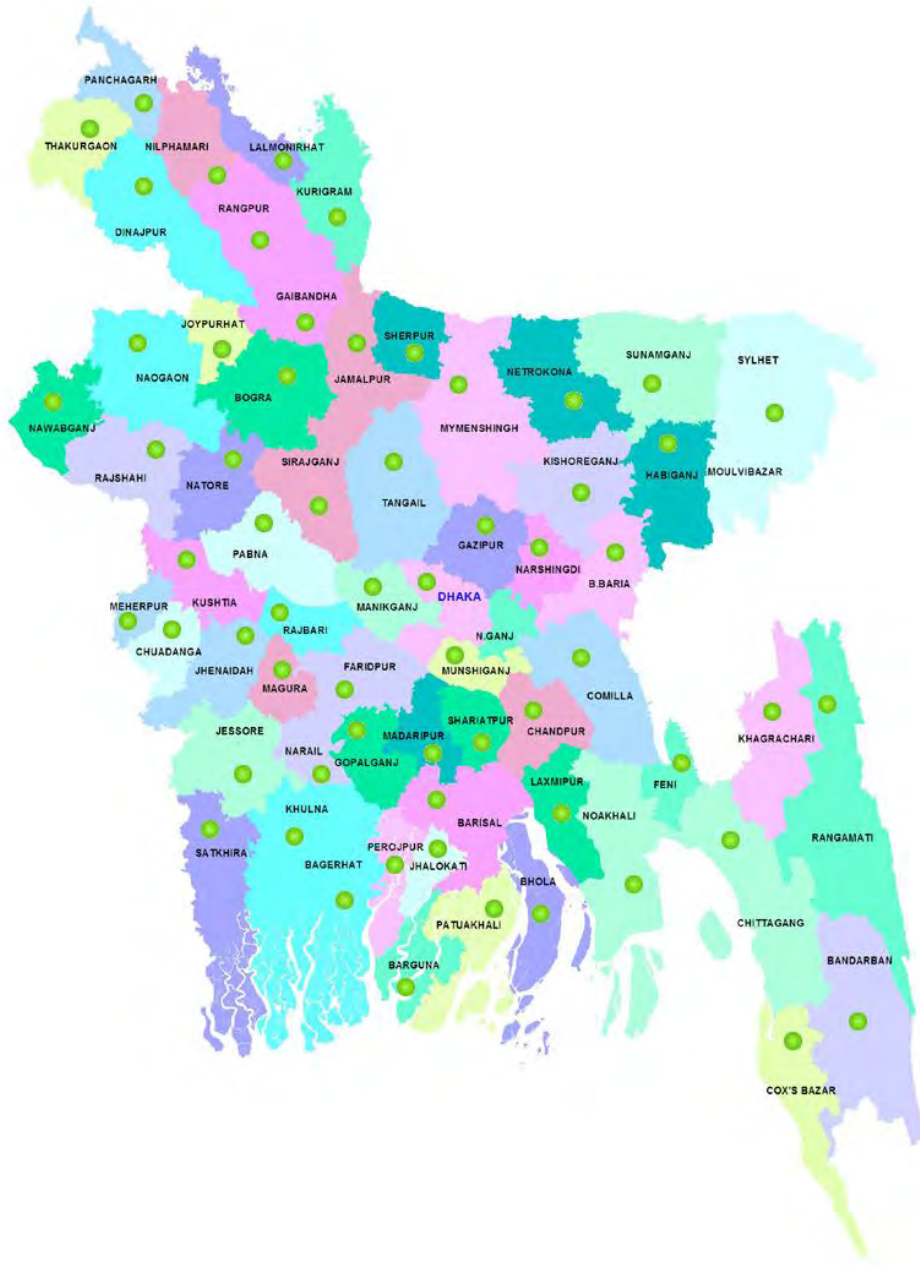 PANCHAGARH
THAKURGAON
NILPHAMARI
LALMONIRHAT
KURIGRAM
RANGPUR
DINAJPUR
GAIBANDHA
JOYPURHAT
SHERPUR
SUNAMGANJ
SYLHET
NAOGAON
JAMALPUR
NETROKONA
BOGRA
NAWABGANJ
MYMENSHINGH
RAJSHAHI
NATORE
SIRAJGANJ
KISHOREGANJ
HABIGANJ
MOULVIBAZAR
TANGAIL
PABNA
GAZIPUR
NARSHINGDI
B.BARIA
MEHERPUR
KUSHTIA
MANIKGANJ
DHAKA
RAJBARI
N.GANJ
CHUADANGA
JHENAIDAH
FARIDPUR
MUNSHIGANJ
MAGURA
COMILLA
JESSORE
NARAIL
MADARIPUR
SHARIATPUR
CHANDPUR
KHAGRACHARI
GOPALGANJ
LAXMIPUR
FENI
KHULNA
BARISAL
NOAKHALI
RANGAMATI
SATKHIRA
PEROJPUR
BAGERHAT
JHALOKATI
BHOLA
PATUAKHALI
CHITTAGANG
BARGUNA
BANDARBAN
COX'S BAZAR